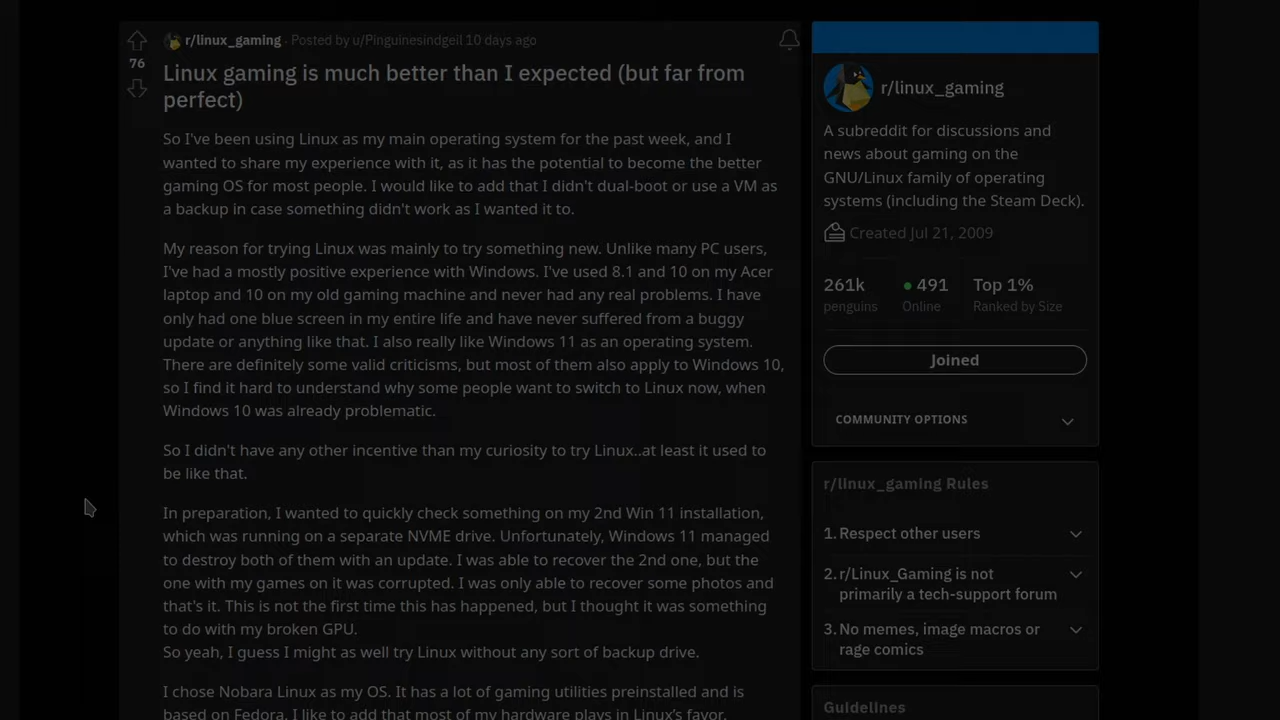 r/linux_gaming · Posted by u/Pinguinesindgeil 10 days ago
76
Linux gaming is much better than I expected (but far from
perfect)
So I've been using Linux as my main operating system for the past week, and I
wanted to share my experience with it, as it has the potential to become the better
gaming OS for most people. I would like to add that I didn't dual-boot or use a VM as
a backup in case something didn't work as I wanted it to.
My reason for trying Linux was mainly to try something new. Unlike many PC users,
I've had a mostly positive experience with Windows. I've used 8.1 and 10 on my Acer
laptop and 10 on my old gaming machine and never had any real problems. I have
only had one blue screen in my entire life and have never suffered from a buggy
update or anything like that. I also really like Windows 11 as an operating system.
There are definitely some valid criticisms, but most of them also apply to Windows 10,
so I find it hard to understand why some people want to switch to Linux now, when
Windows 10 was already problematic.
So I didn't have any other incentive than my curiosity to try Linux..at least it used to
be like that.
In preparation, I wanted to quickly check something on my 2nd Win 11 installation,
which was running on a separate NVME drive. Unfortunately, Windows 11 managed
to destroy both of them with an update. I was able to recover the 2nd one, but the
one with my games on it was corrupted. I was only able to recover some photos and
that's it. This is not the first time this has happened, but I thought it was something
to do with my broken GPU.
So yeah, I guess I might as well try Linux without any sort of backup drive.
I chose Nobara Linux as my OS. It has a lot of gaming utilities preinstalled and is
based on Fedora. I like to add that most of my hardware plays in Linux's favor.
r/linux_gaming
A subreddit for discussions and
news about gaming on the
GNU/Linux family of operating
systems (including the Steam Deck).
Created Jul 21, 2009
261k 491 Top 1%
penguins Online Ranked by Size
Joined
COMMUNITY OPTIONS
r/linux_gaming Rules
1. Respect other users
2. r/Linux_Gaming is not
primarily a tech-support forum
3. No memes, image macros or
rage comics
Guidelines